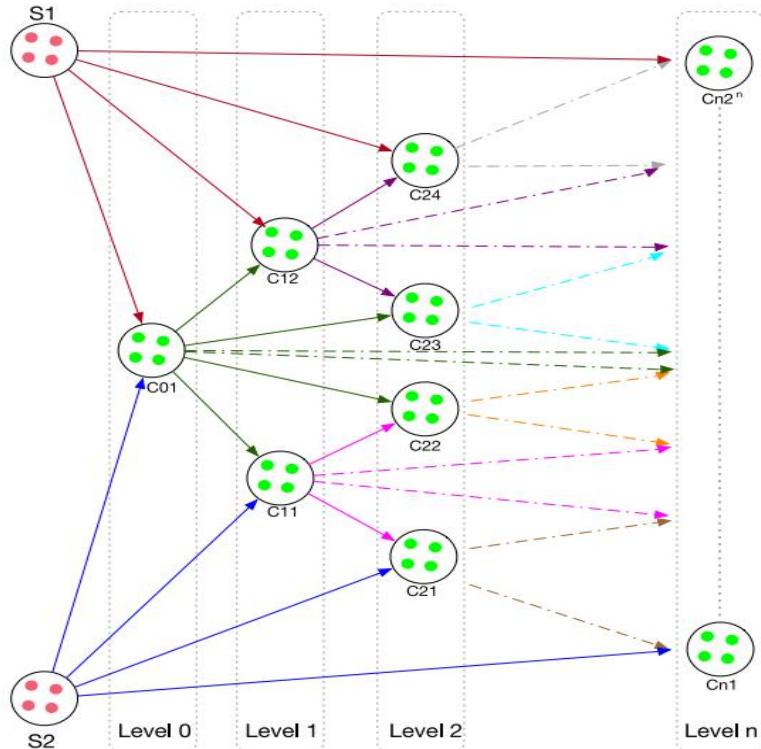 S1
Cn2ⁿ
C24
C12
C23
C01
C22
C11
C21
Cn1
S2
Level 0
Level 1
Level 2
Level n